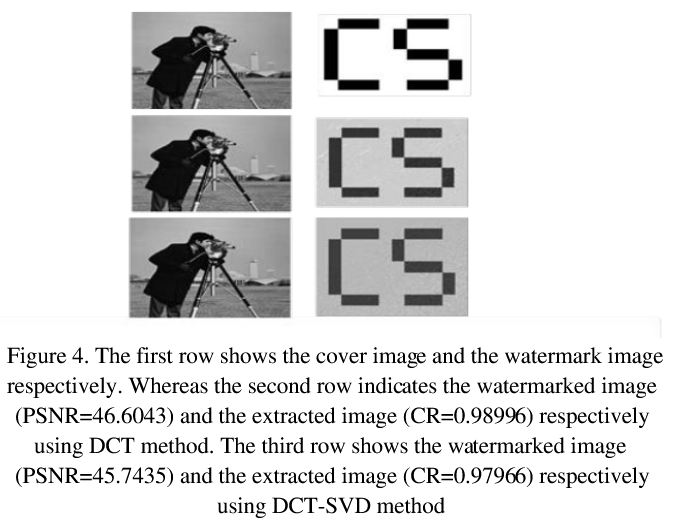 CS
CS
CS
Figure 4. The first row shows the cover image and the watermark image
respectively. Whereas the second row indicates the watermarked image
(PSNR=46.6043) and the extracted image (CR=0.98996) respectively
using DCT method. The third row shows the watermarked image
(PSNR=45.7435) and the extracted image (CR=0.97966) respectively
using DCT-SVD method